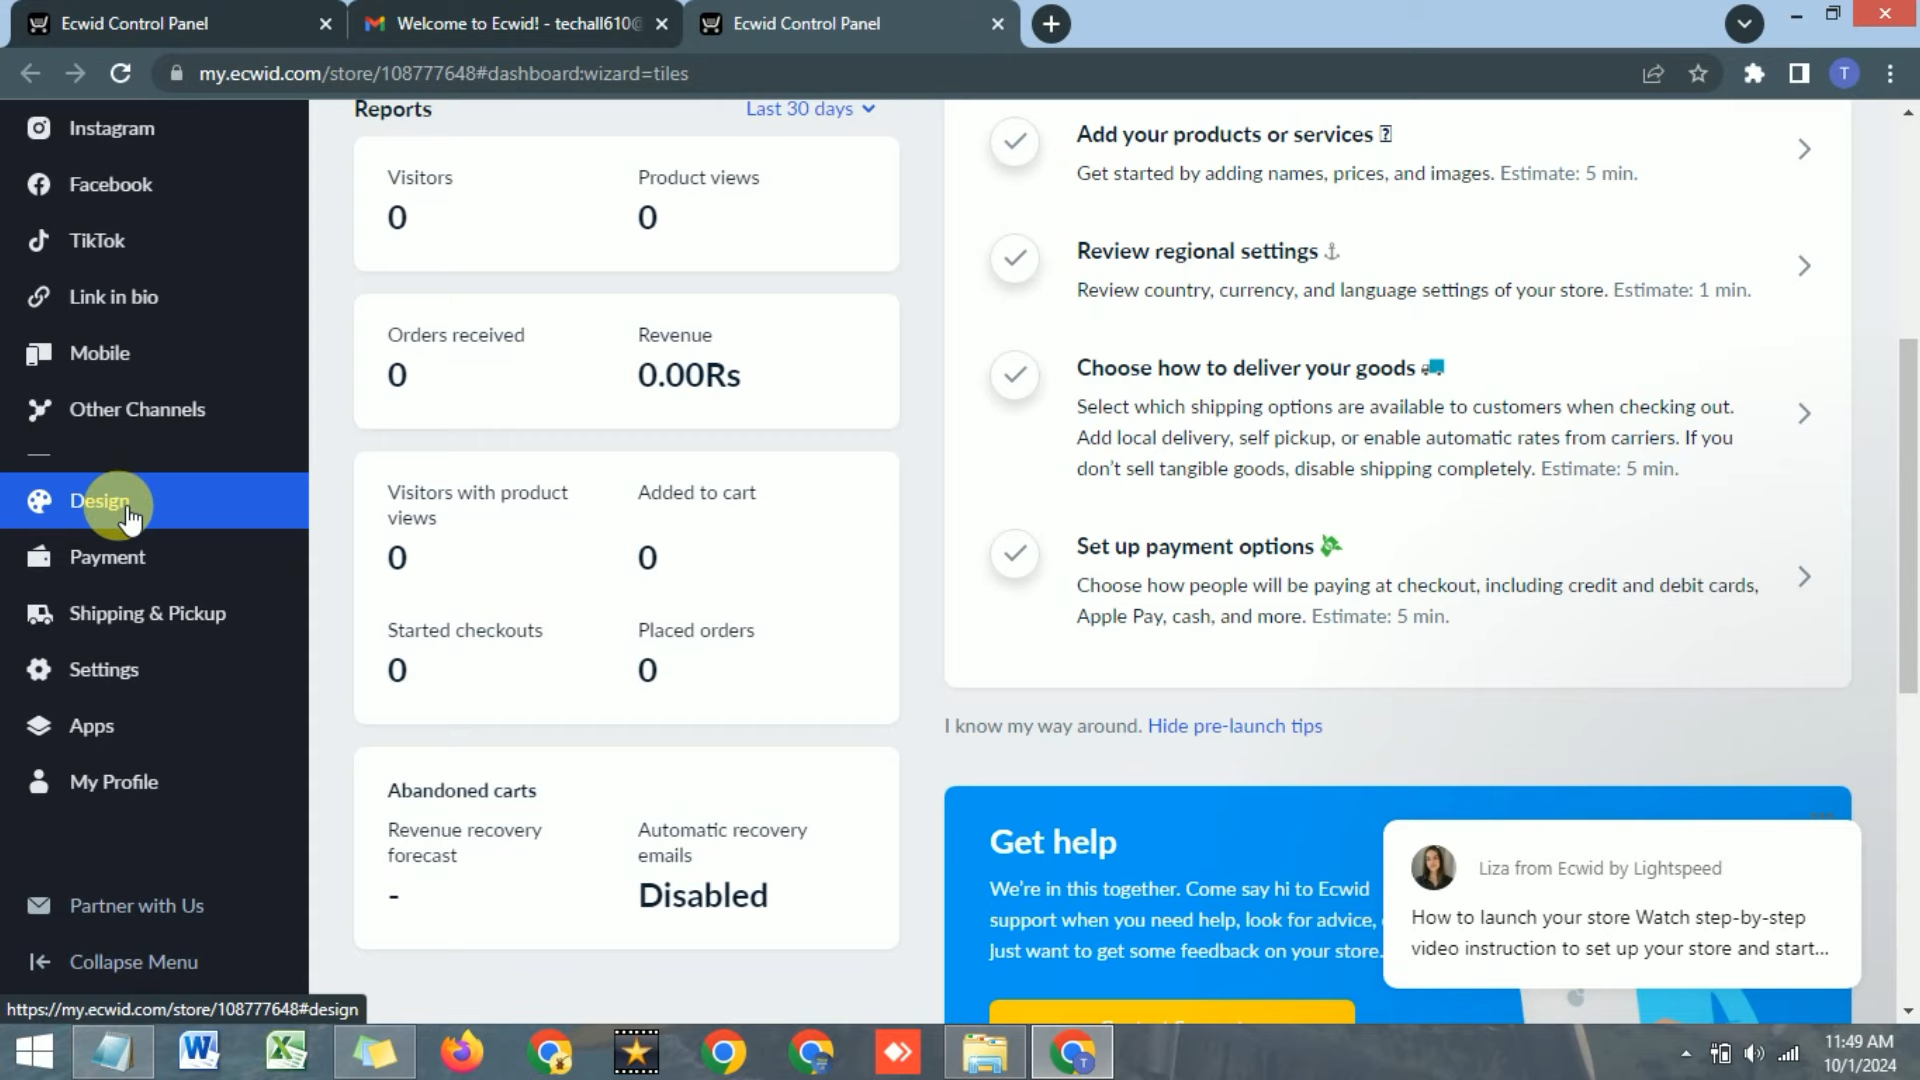 Ecwid Control Panel
Welcome to Ecwid! - techall610@
Ecwid Control Panel
my.ecwid.com/store/108777648#dashboard:wizard=tiles
T
Instagram
Facebook
TikTok
Link in bio
Mobile
Other Channels
Design
Payment
Shipping & Pickup
Settings
Apps
My Profile
Partner with Us
Collapse Menu
https://my.ecwid.com/store/108777648#design
Reports
Last 30 days
Visitors
0
Product views
0
Orders received
0
Revenue
0.00Rs
Visitors with product
views
0
Added to cart
0
Started checkouts
0
Placed orders
0
Abandoned carts
Revenue recovery
forecast
-
Automatic recovery
emails
Disabled
Add your products or services
Get started by adding names, prices, and images. Estimate: 5 min.
Review regional settings
Review country, currency, and language settings of your store. Estimate: 1 min.
Choose how to deliver your goods
Select which shipping options are available to customers when checking out.
Add local delivery, self pickup, or enable automatic rates from carriers. If you
don't sell tangible goods, disable shipping completely. Estimate: 5 min.
Set up payment options
Choose how people will be paying at checkout, including credit and debit cards,
Apple Pay, cash, and more. Estimate: 5 min.
I know my way around. Hide pre-launch tips
Get help
We're in this together. Come say hi to Ecwid
support when you need help, look for advice,
just want to get some feedback on your store.
Liza from Ecwid by Lightspeed
How to launch your store Watch step-by-step
video instruction to set up your store and start...
11:49 AM
10/1/2024